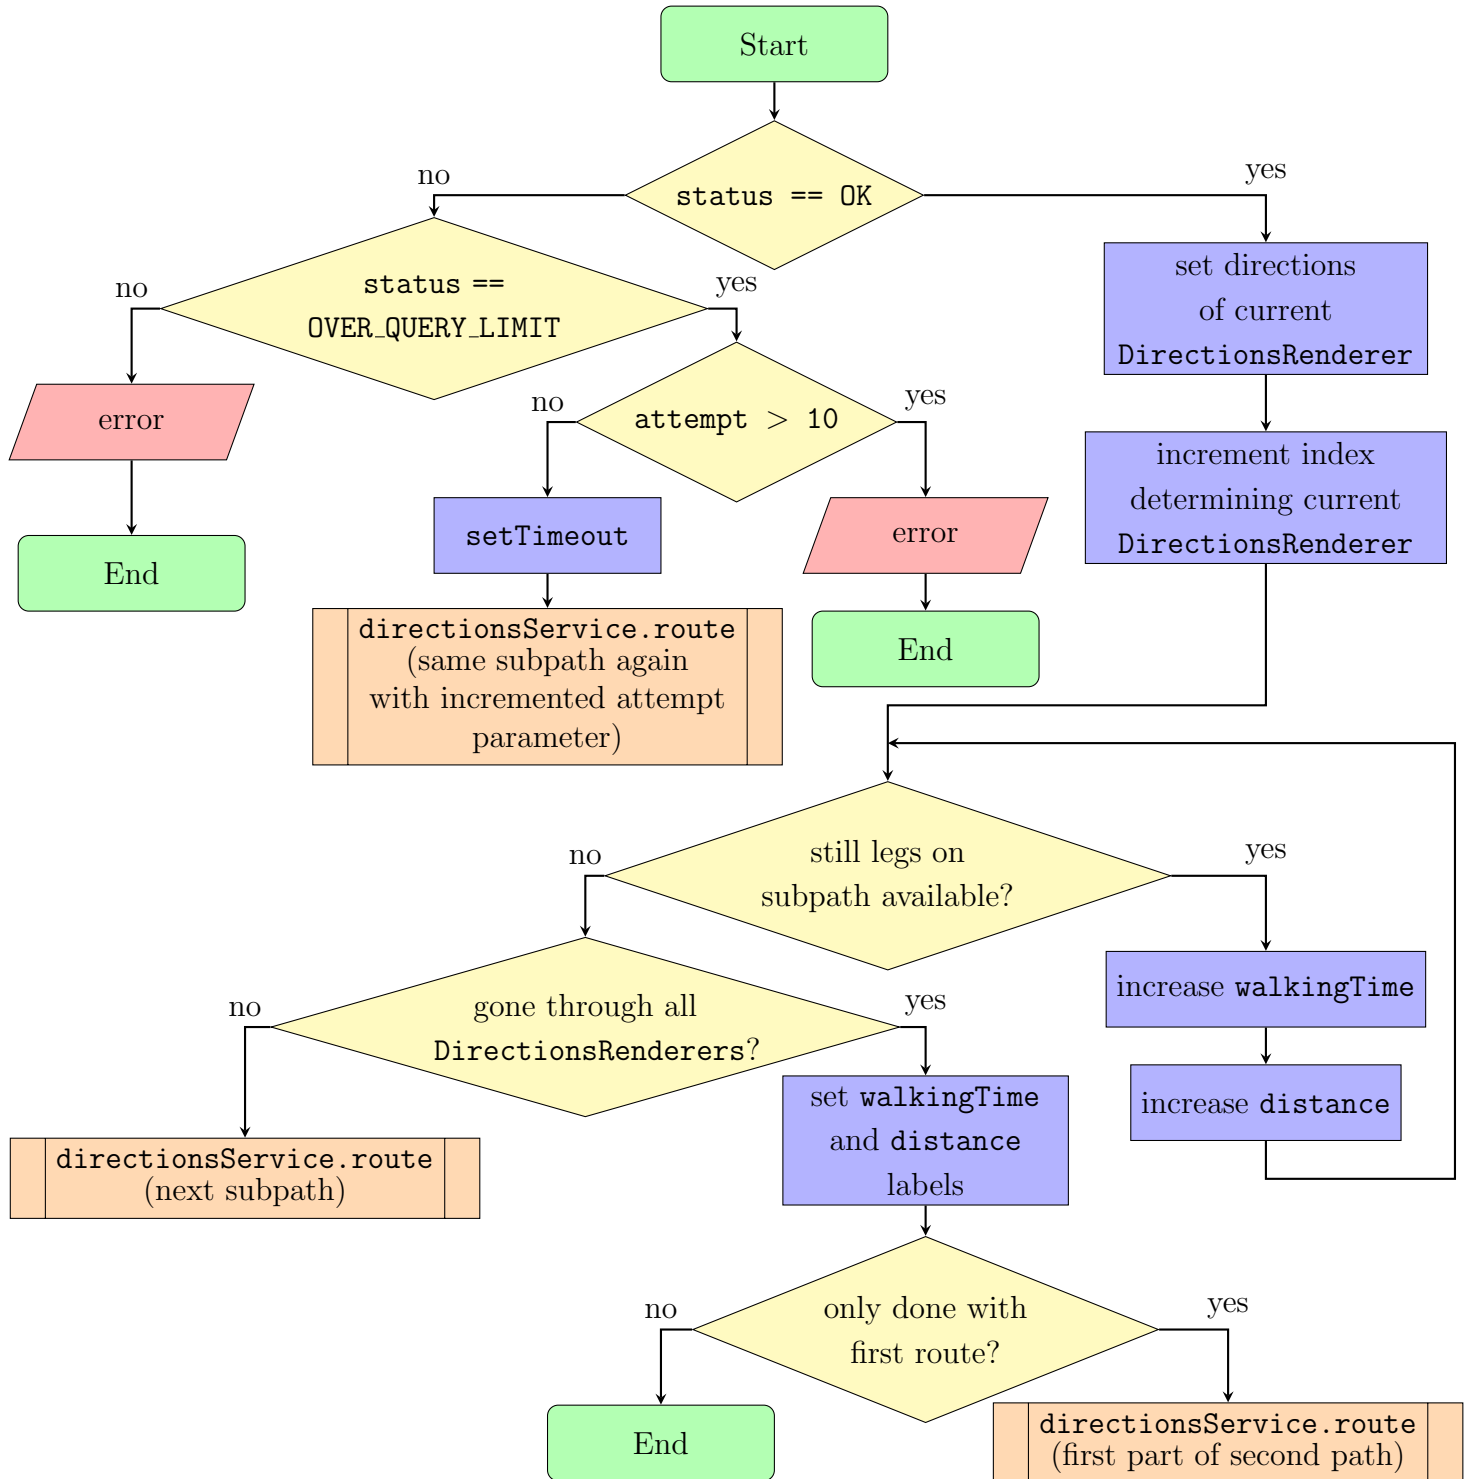 Start
status == OK
no
yes
status ==
OVER_QUERY_LIMIT
no
yes
set directions
of current
DirectionsRenderer
error
attempt > 10
no
yes
increment index
determining current
DirectionsRenderer
setTimeout
error
End
directionsService.route
(same subpath again
with incremented attempt
parameter)
End
still legs on
subpath available?
no
yes
increase walkingTime
increase distance
gone through all
DirectionsRenderers?
no
yes
directionsService.route
(next subpath)
set walkingTime
and distance
labels
only done with
first route?
no
yes
End
directionsService.route
(first part of second path)